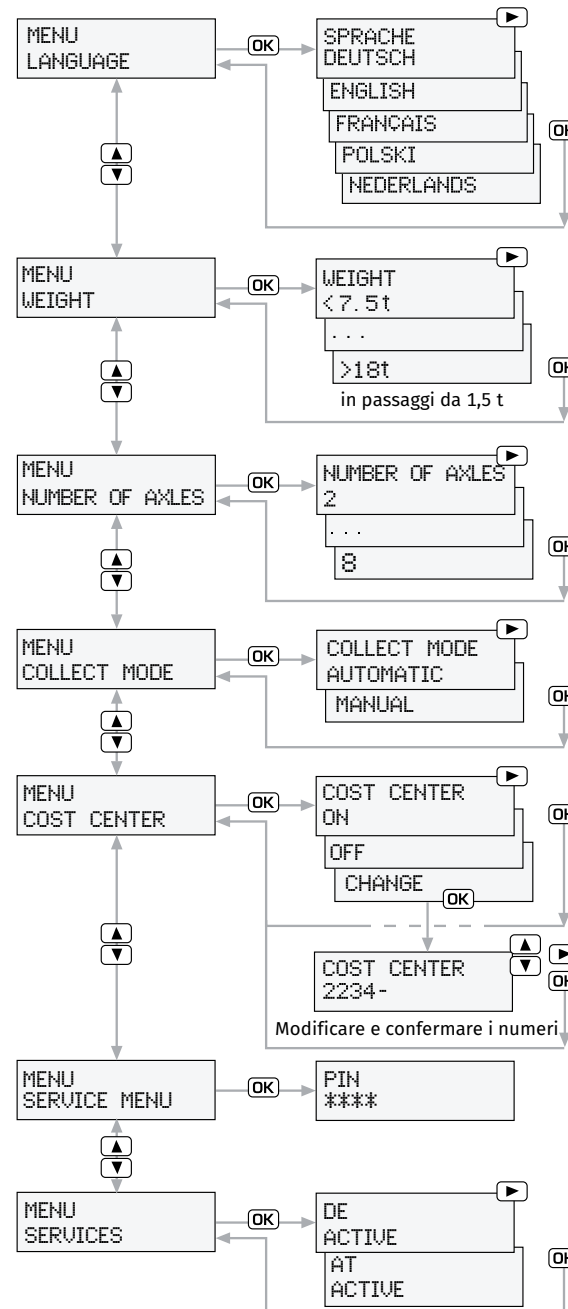 MENU
LANGUAGE
OK
SPRACHE
DEUTSCH
ENGLISH
FRANÇAIS
POLSKI
NEDERLANDS
OK
MENU
WEIGHT
OK
WEIGHT
<7.5t
...
>18t
in passaggi da 1,5 t
OK
MENU
NUMBER OF AXLES
OK
NUMBER OF AXLES
2
...
8
OK
MENU
COLLECT MODE
OK
COLLECT MODE
AUTOMATIC
MANUAL
OK
MENU
COST CENTER
OK
COST CENTER
ON
OFF
CHANGE
OK
OK
COST CENTER
2234-
OK
Modificare e confermare i numeri
MENU
SERVICE MENU
OK
PIN
****
MENU
SERVICES
OK
DE
ACTIVE
AT
ACTIVE
OK